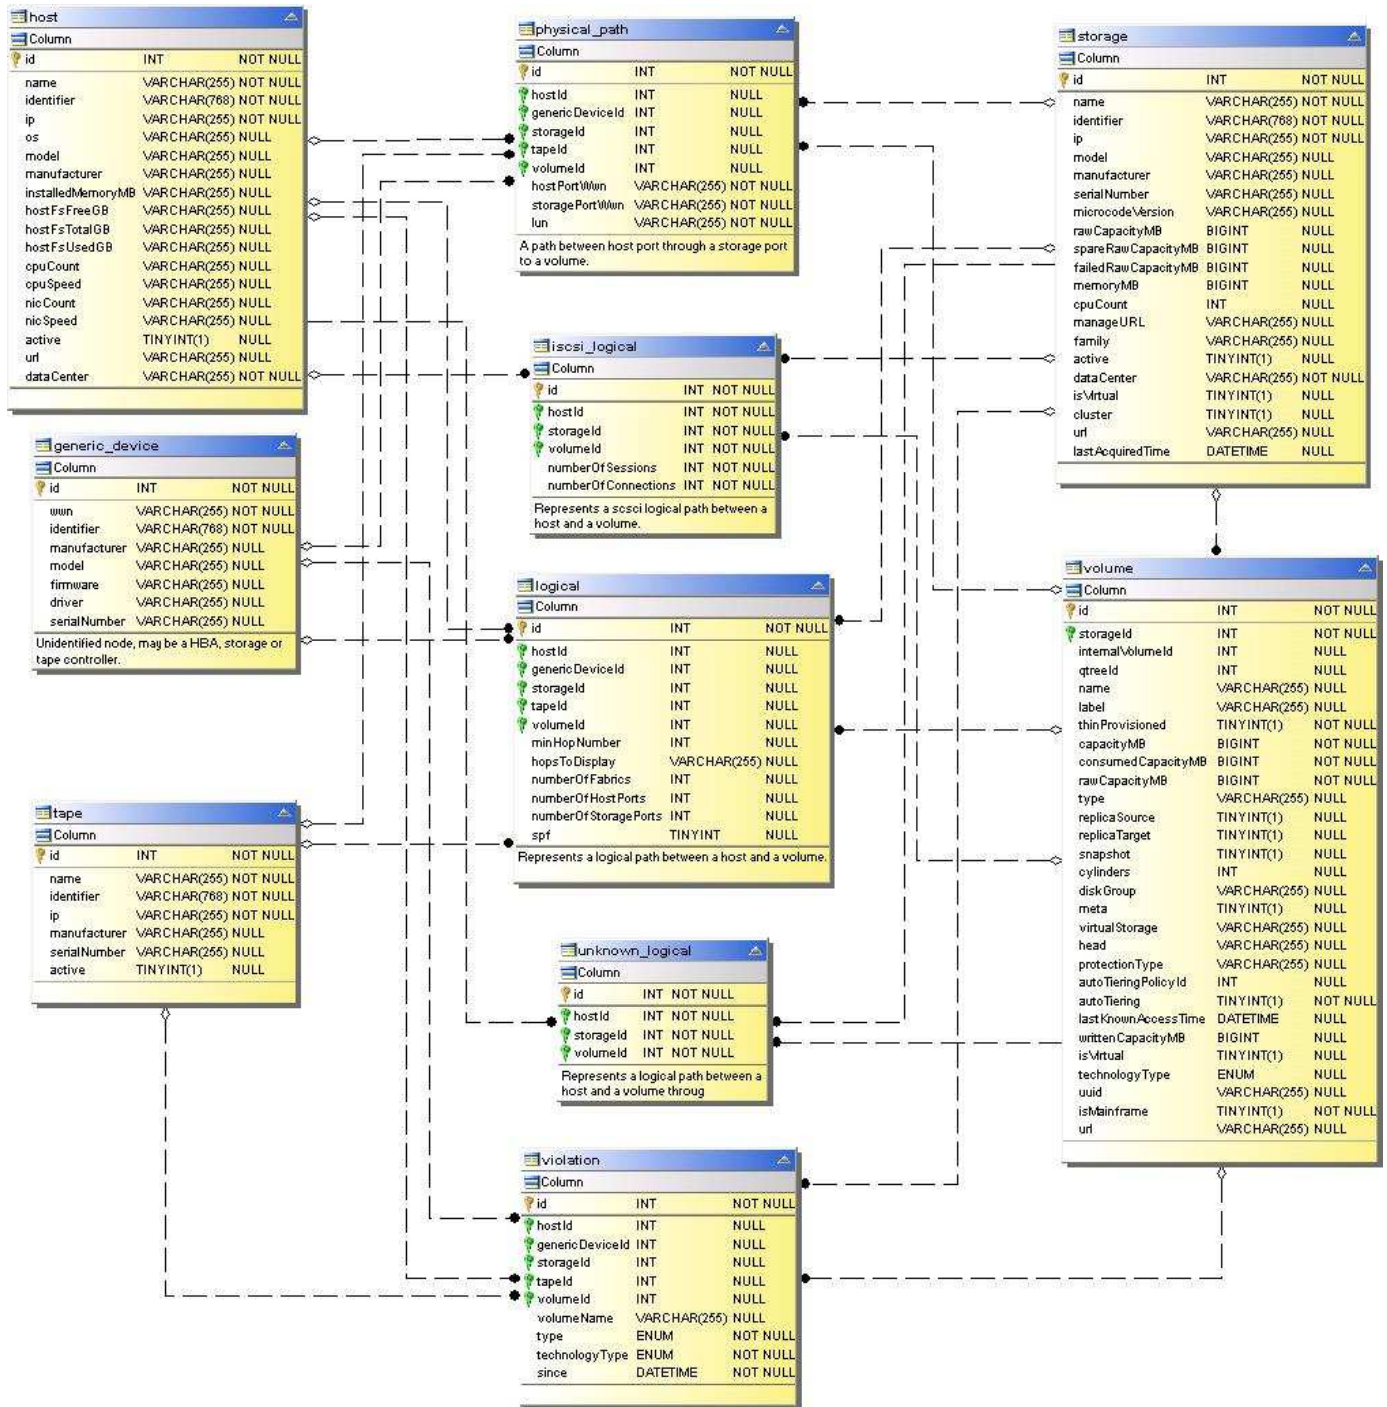 host
Column
id INT NOT NULL
name VARCHAR(255) NOT NULL
identifier VARCHAR(768) NOT NULL
ip VARCHAR(255) NOT NULL
os VARCHAR(255) NULL
model VARCHAR(255) NULL
manufacturer VARCHAR(255) NULL
installedMemoryMB VARCHAR(255) NULL
hostFsFreeGB VARCHAR(255) NULL
hostFsTotalGB VARCHAR(255) NULL
hostFsUsedGB VARCHAR(255) NULL
cpuCount VARCHAR(255) NULL
cpuSpeed VARCHAR(255) NULL
nicCount VARCHAR(255) NULL
nicSpeed VARCHAR(255) NULL
active TINYINT(1) NULL
url VARCHAR(255) NULL
dataCenter VARCHAR(255) NOT NULL
generic_device
Column
id INT NOT NULL
wwn VARCHAR(255) NOT NULL
identifier VARCHAR(768) NOT NULL
manufacturer VARCHAR(255) NULL
model VARCHAR(255) NULL
firmware VARCHAR(255) NULL
driver VARCHAR(255) NULL
serialNumber VARCHAR(255) NULL
Unidentified node, may be a HBA, storage or
tape controller.
tape
Column
id INT NOT NULL
name VARCHAR(255) NOT NULL
identifier VARCHAR(768) NOT NULL
ip VARCHAR(255) NOT NULL
manufacturer VARCHAR(255) NULL
serialNumber VARCHAR(255) NULL
active TINYINT(1) NULL
physical_path
Column
id INT NOT NULL
hostId INT NULL
genericDeviceId INT NULL
storageId INT NULL
tapeId INT NULL
volumeId INT NULL
hostPortWwn VARCHAR(255) NOT NULL
storagePortWwn VARCHAR(255) NOT NULL
lun VARCHAR(255) NOT NULL
A path between host port through a storage port
to a volume.
iscsi_logical
Column
id INT NOT NULL
hostId INT NOT NULL
storageId INT NOT NULL
volumeId INT NOT NULL
numberOfSessions INT NOT NULL
numberOfConnections INT NOT NULL
Represents a scsci logical path between a
host and a volume.
logical
Column
id INT NOT NULL
hostId INT NULL
genericDeviceId INT NULL
storageId INT NULL
tapeId INT NULL
volumeId INT NULL
minHopNumber INT NULL
hopsToDisplay VARCHAR(255) NULL
numberOfFabrics INT NULL
numberOfHostPorts INT NULL
numberOfStoragePorts INT NULL
spf TINYINT NULL
Represents a logical path between a host and a volume.
unknown_logical
Column
id INT NOT NULL
hostId INT NOT NULL
storageId INT NOT NULL
volumeId INT NOT NULL
Represents a logical path between a
host and a volume throug
violation
Column
id INT NOT NULL
hostId INT NULL
genericDeviceId INT NULL
storageId INT NULL
tapeId INT NULL
volumeId INT NULL
volumeName VARCHAR(255) NULL
type ENUM NOT NULL
technologyType ENUM NOT NULL
since DATETIME NOT NULL
storage
Column
id INT NOT NULL
name VARCHAR(255) NOT NULL
identifier VARCHAR(768) NOT NULL
ip VARCHAR(255) NOT NULL
model VARCHAR(255) NULL
manufacturer VARCHAR(255) NULL
serialNumber VARCHAR(255) NULL
microcodeVersion VARCHAR(255) NULL
rawCapacityMB BIGINT NULL
spareRawCapacityMB BIGINT NULL
failedRawCapacityMB BIGINT NULL
memoryMB BIGINT NULL
cpuCount INT NULL
manageURL VARCHAR(255) NULL
family VARCHAR(255) NULL
active TINYINT(1) NULL
dataCenter VARCHAR(255) NOT NULL
isVirtual TINYINT(1) NULL
cluster TINYINT(1) NULL
url VARCHAR(255) NULL
lastAcquiredTime DATETIME NULL
volume
Column
id INT NOT NULL
storageId INT NOT NULL
internalVolumeId INT NULL
qtreeId INT NULL
name VARCHAR(255) NULL
label VARCHAR(255) NULL
thinProvisioned TINYINT(1) NOT NULL
capacityMB BIGINT NOT NULL
consumedCapacityMB BIGINT NOT NULL
rawCapacityMB BIGINT NOT NULL
type VARCHAR(255) NULL
replicaSource TINYINT(1) NULL
replicaTarget TINYINT(1) NULL
snapshot TINYINT(1) NULL
cylinders INT NULL
diskGroup VARCHAR(255) NULL
meta TINYINT(1) NULL
virtualStorage VARCHAR(255) NULL
head VARCHAR(255) NULL
protectionType VARCHAR(255) NULL
autoTieringPolicyId INT NULL
autoTiering TINYINT(1) NOT NULL
lastKnownAccessTime DATETIME NULL
writtenCapacityMB BIGINT NULL
isVirtual TINYINT(1) NULL
technologyType ENUM NULL
uuid VARCHAR(255) NULL
isMainframe TINYINT(1) NOT NULL
url VARCHAR(255) NULL